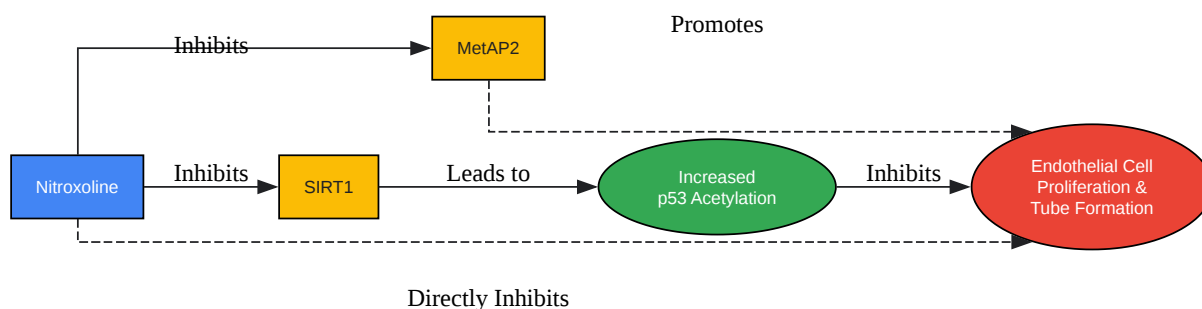 Promotes
Inhibits
MetAP2
Nitroxoline
Inhibits
SIRT1
Leads to
Increased
p53 Acetylation
Inhibits
Endothelial Cell
Proliferation &
Tube Formation
Directly Inhibits